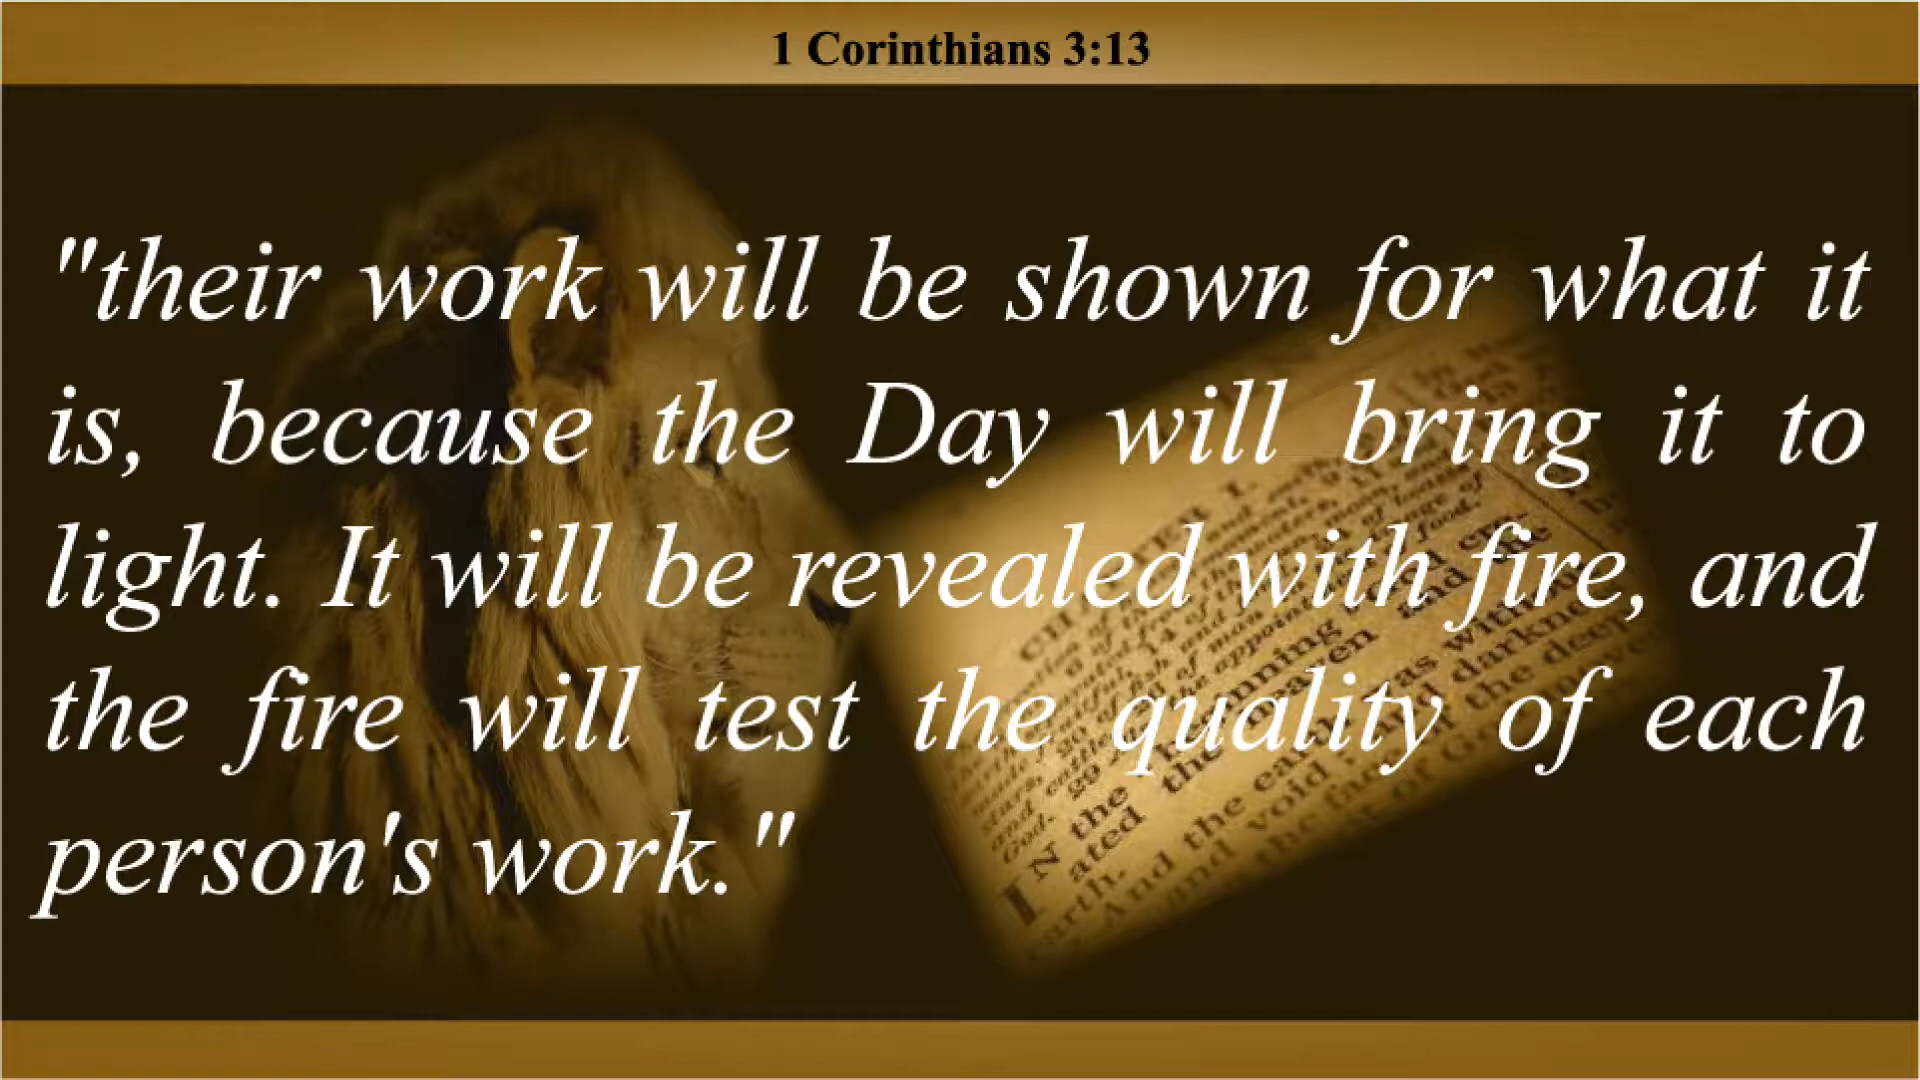 1 Corinthians 3:13
"their work will be shown for what it
is, because the Day will bring it to
light. It will be revealed with fire, and
the fire will test the quality of each
person's work."